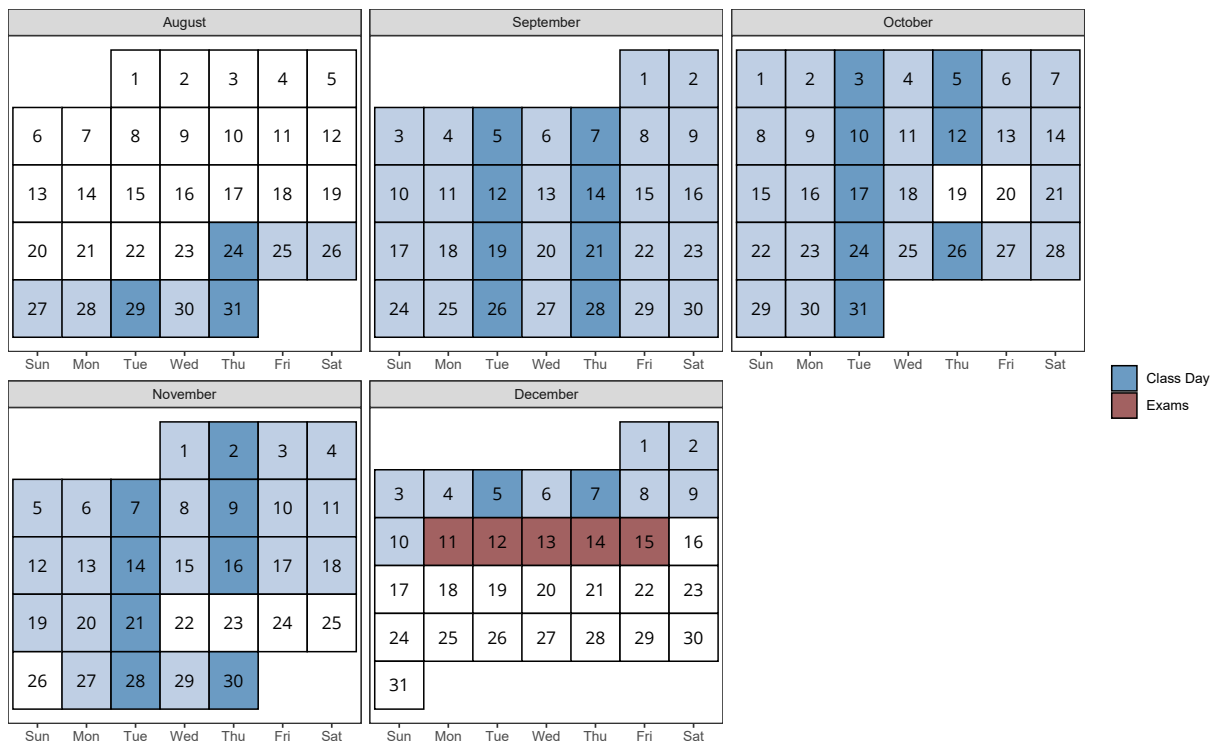 August
1 2 3 4 5
6 7 8 9 10 11 12
13 14 15 16 17 18 19
20 21 22 23 24 25 26
27 28 29 30 31
Sun Mon Tue Wed Thu Fri Sat
September
1 2
3 4 5 6 7 8 9
10 11 12 13 14 15 16
17 18 19 20 21 22 23
24 25 26 27 28 29 30
Sun Mon Tue Wed Thu Fri Sat
October
1 2 3 4 5 6 7
8 9 10 11 12 13 14
15 16 17 18 19 20 21
22 23 24 25 26 27 28
29 30 31
Sun Mon Tue Wed Thu Fri Sat
Class Day
Exams
November
1 2 3 4
5 6 7 8 9 10 11
12 13 14 15 16 17 18
19 20 21 22 23 24 25
26 27 28 29 30
Sun Mon Tue Wed Thu Fri Sat
December
1 2
3 4 5 6 7 8 9
10 11 12 13 14 15 16
17 18 19 20 21 22 23
24 25 26 27 28 29 30
31
Sun Mon Tue Wed Thu Fri Sat